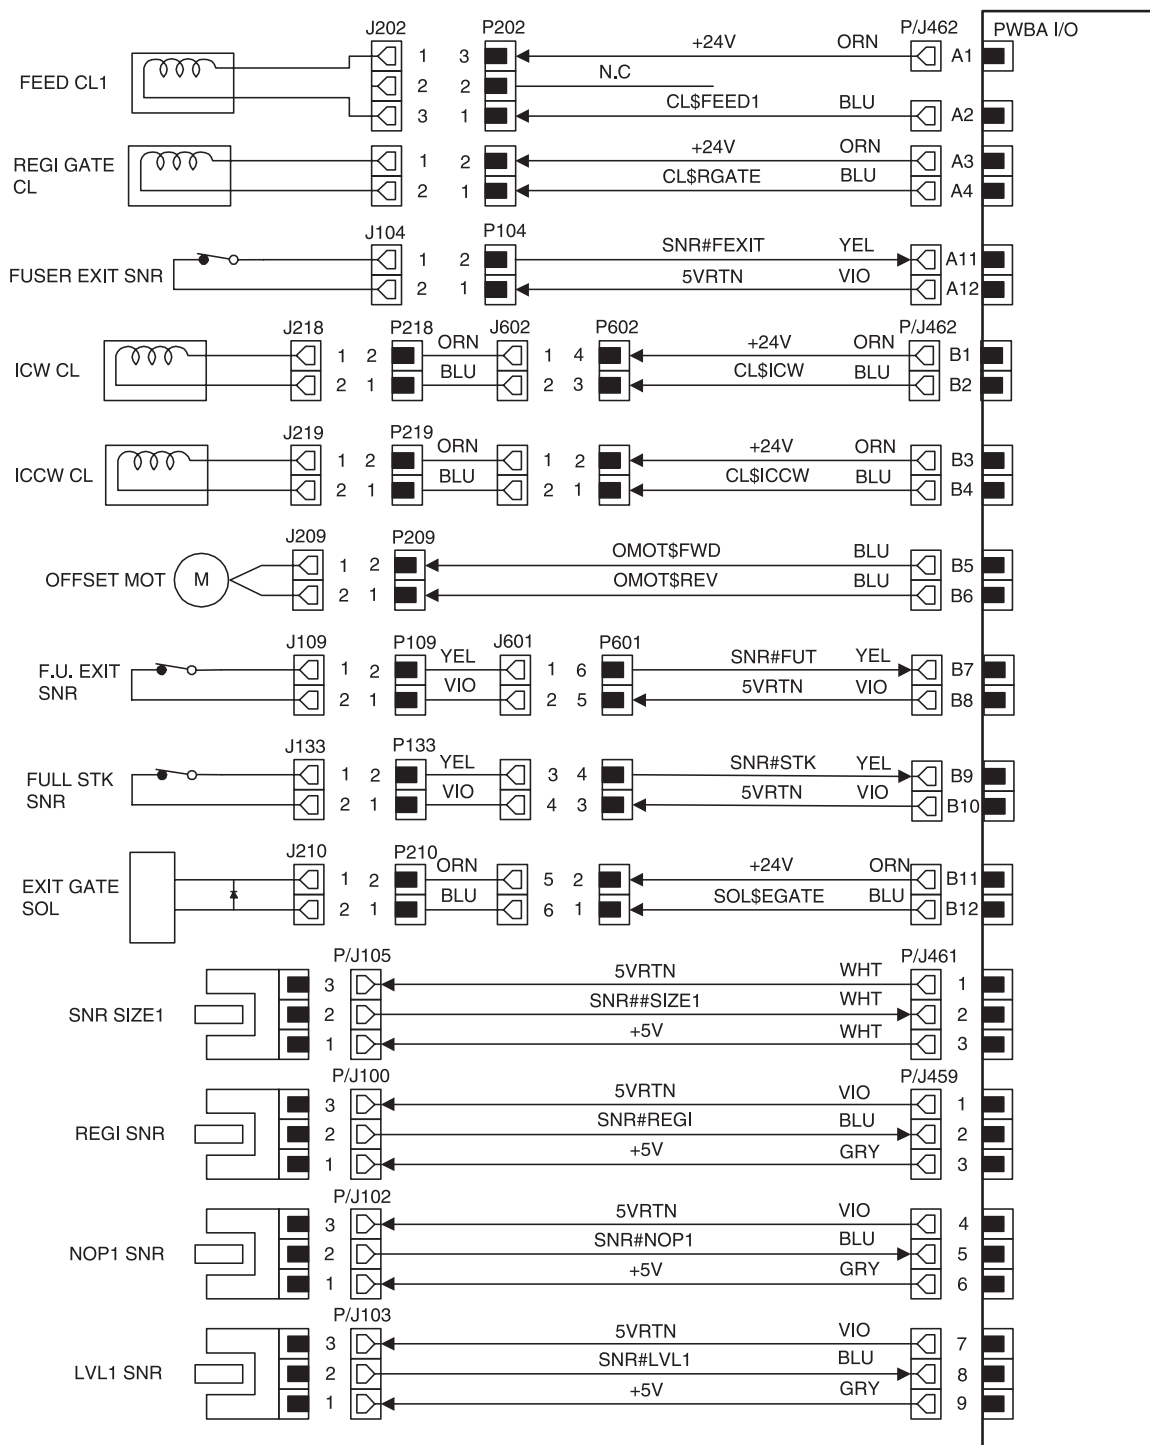 J202 P202 P/J462 PWBA I/O
FEED CL1 1 3 +24V ORN A1
2 2 N.C
3 1 CL$FEED1 BLU A2
REGI GATE
CL
1 2 +24V ORN A3
2 1 CL$RGATE BLU A4
J104 P104
FUSER EXIT SNR 1 2 SNR#FEXIT YEL A11
2 1 5VRTN VIO A12
J218 P218 J602 P602 P/J462
ICW CL 1 2 ORN 1 4 +24V ORN B1
2 1 BLU 2 3 CL$ICW BLU B2
J219 P219
ICCW CL 1 2 ORN 1 2 +24V ORN B3
2 1 BLU 2 1 CL$ICCW BLU B4
J209 P209
OFFSET MOT M 1 2 OMOT$FWD BLU B5
2 1 OMOT$REV BLU B6
J109 P109 J601 P601
F.U. EXIT
SNR
1 2 YEL 1 6 SNR#FUT YEL B7
2 1 VIO 2 5 5VRTN VIO B8
J133 P133
FULL STK
SNR
1 2 YEL 3 4 SNR#STK YEL B9
2 1 VIO 4 3 5VRTN VIO B10
J210 P210
EXIT GATE
SOL
1 2 ORN 5 2 +24V ORN B11
2 1 BLU 6 1 SOL$EGATE BLU B12
P/J105 P/J461
SNR SIZE1
3 5VRTN WHT 1
2 SNR##SIZE1 WHT 2
1 +5V WHT 3
P/J100 P/J459
REGI SNR
3 5VRTN VIO 1
2 SNR#REGI BLU 2
1 +5V GRY 3
P/J102
NOP1 SNR
3 5VRTN VIO 4
2 SNR#NOP1 BLU 5
1 +5V GRY 6
P/J103
LVL1 SNR
3 5VRTN VIO 7
2 SNR#LVL1 BLU 8
1 +5V GRY 9